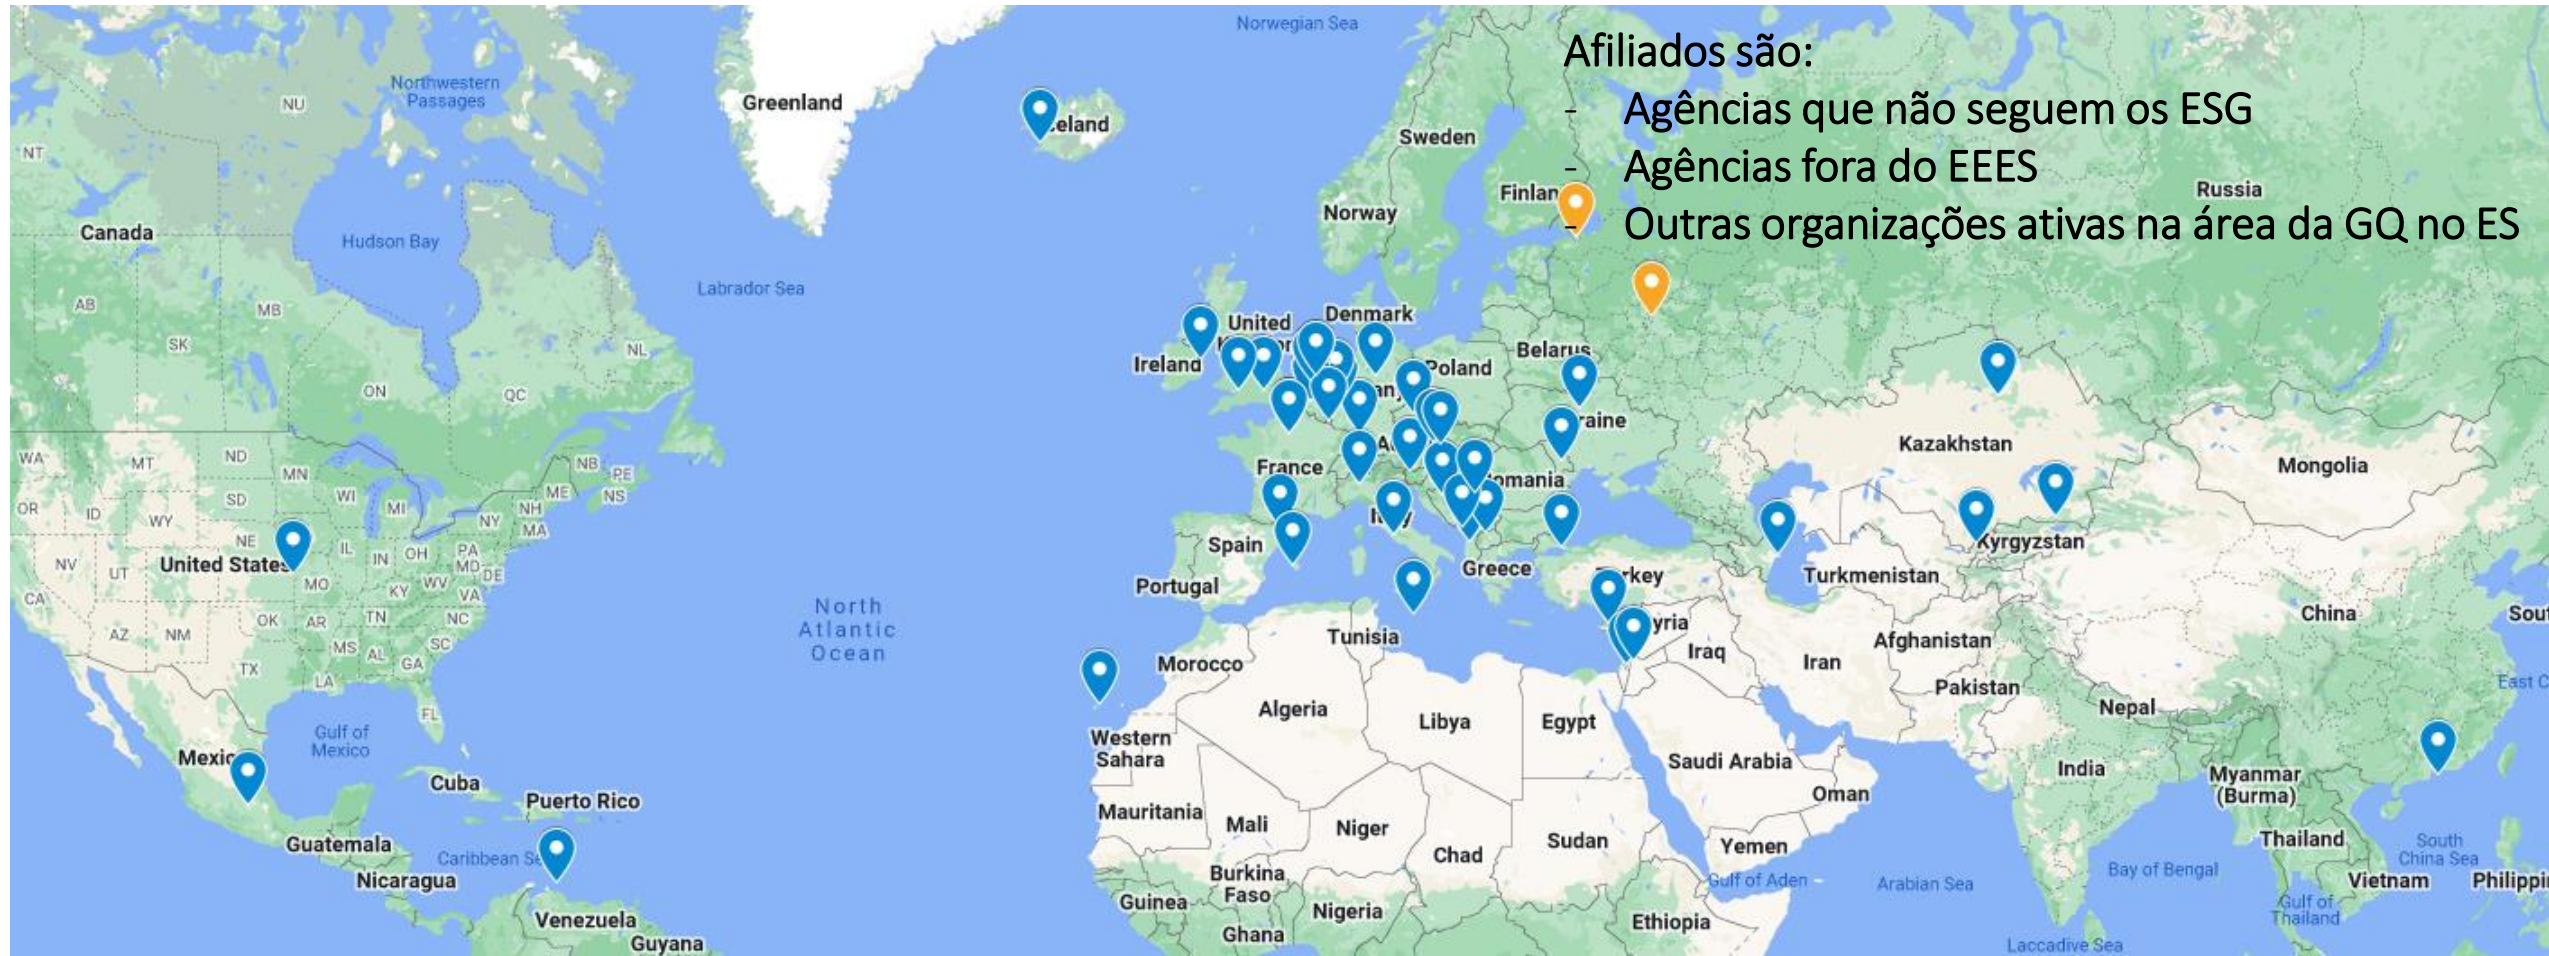 Afiliados são:
- Agências que não seguem os ESG
- Agências fora do EEES
- Outras organizações ativas na área da GQ no ES
Norwegian Sea
Northwestern
Passages
NU
Greenland
eland
Sweden
NT
Finlan
Russia
Norway
Canada
Hudson Bay
Labrador Sea
AB
MB
Denmark
United
SK
NL
Ireland
Belarus
Poland
ON
QC
raine
Kazakhstan
WA
MT
ND
MN
NB
PE
France
Mongolia
OR
ID
SD
WI
MI
ME
NS
omania
WY
NY
NH
MA
NE
IL
IN
OH
PA
Spain
Kyrgyzstan
NV
UT
United States
MO
KY
WV
MD
DE
VA
Greece
Turkmenistan
Portugal
CA
AZ
NM
OK
AR
TN
NC
North
Atlantic
Ocean
China
Tunisia
yria
Afghanistan
MS
AL
GA
SC
TX
LA
Morocco
Iraq
Iran
Pakistan
East C
FL
Algeria
Libya
Egypt
Nepal
Gulf of
Mexico
Western
Sahara
Mexic
Saudi Arabia
India
Myanmar
(Burma)
Cuba
Puerto Rico
Oman
Mauritania
Mali
Niger
Chad
Sudan
Yemen
Thailand
South
China Sea
Guatemala
Caribbean Se
Nicaragua
Burkina
Faso
Gulf of Aden
Arabian Sea
Bay of Bengal
Vietnam
Philippi
Guinea
Nigeria
Ethiopia
Gulf of
Thailand
Venezuela
Guyana
Ghana
Laccadive Sea